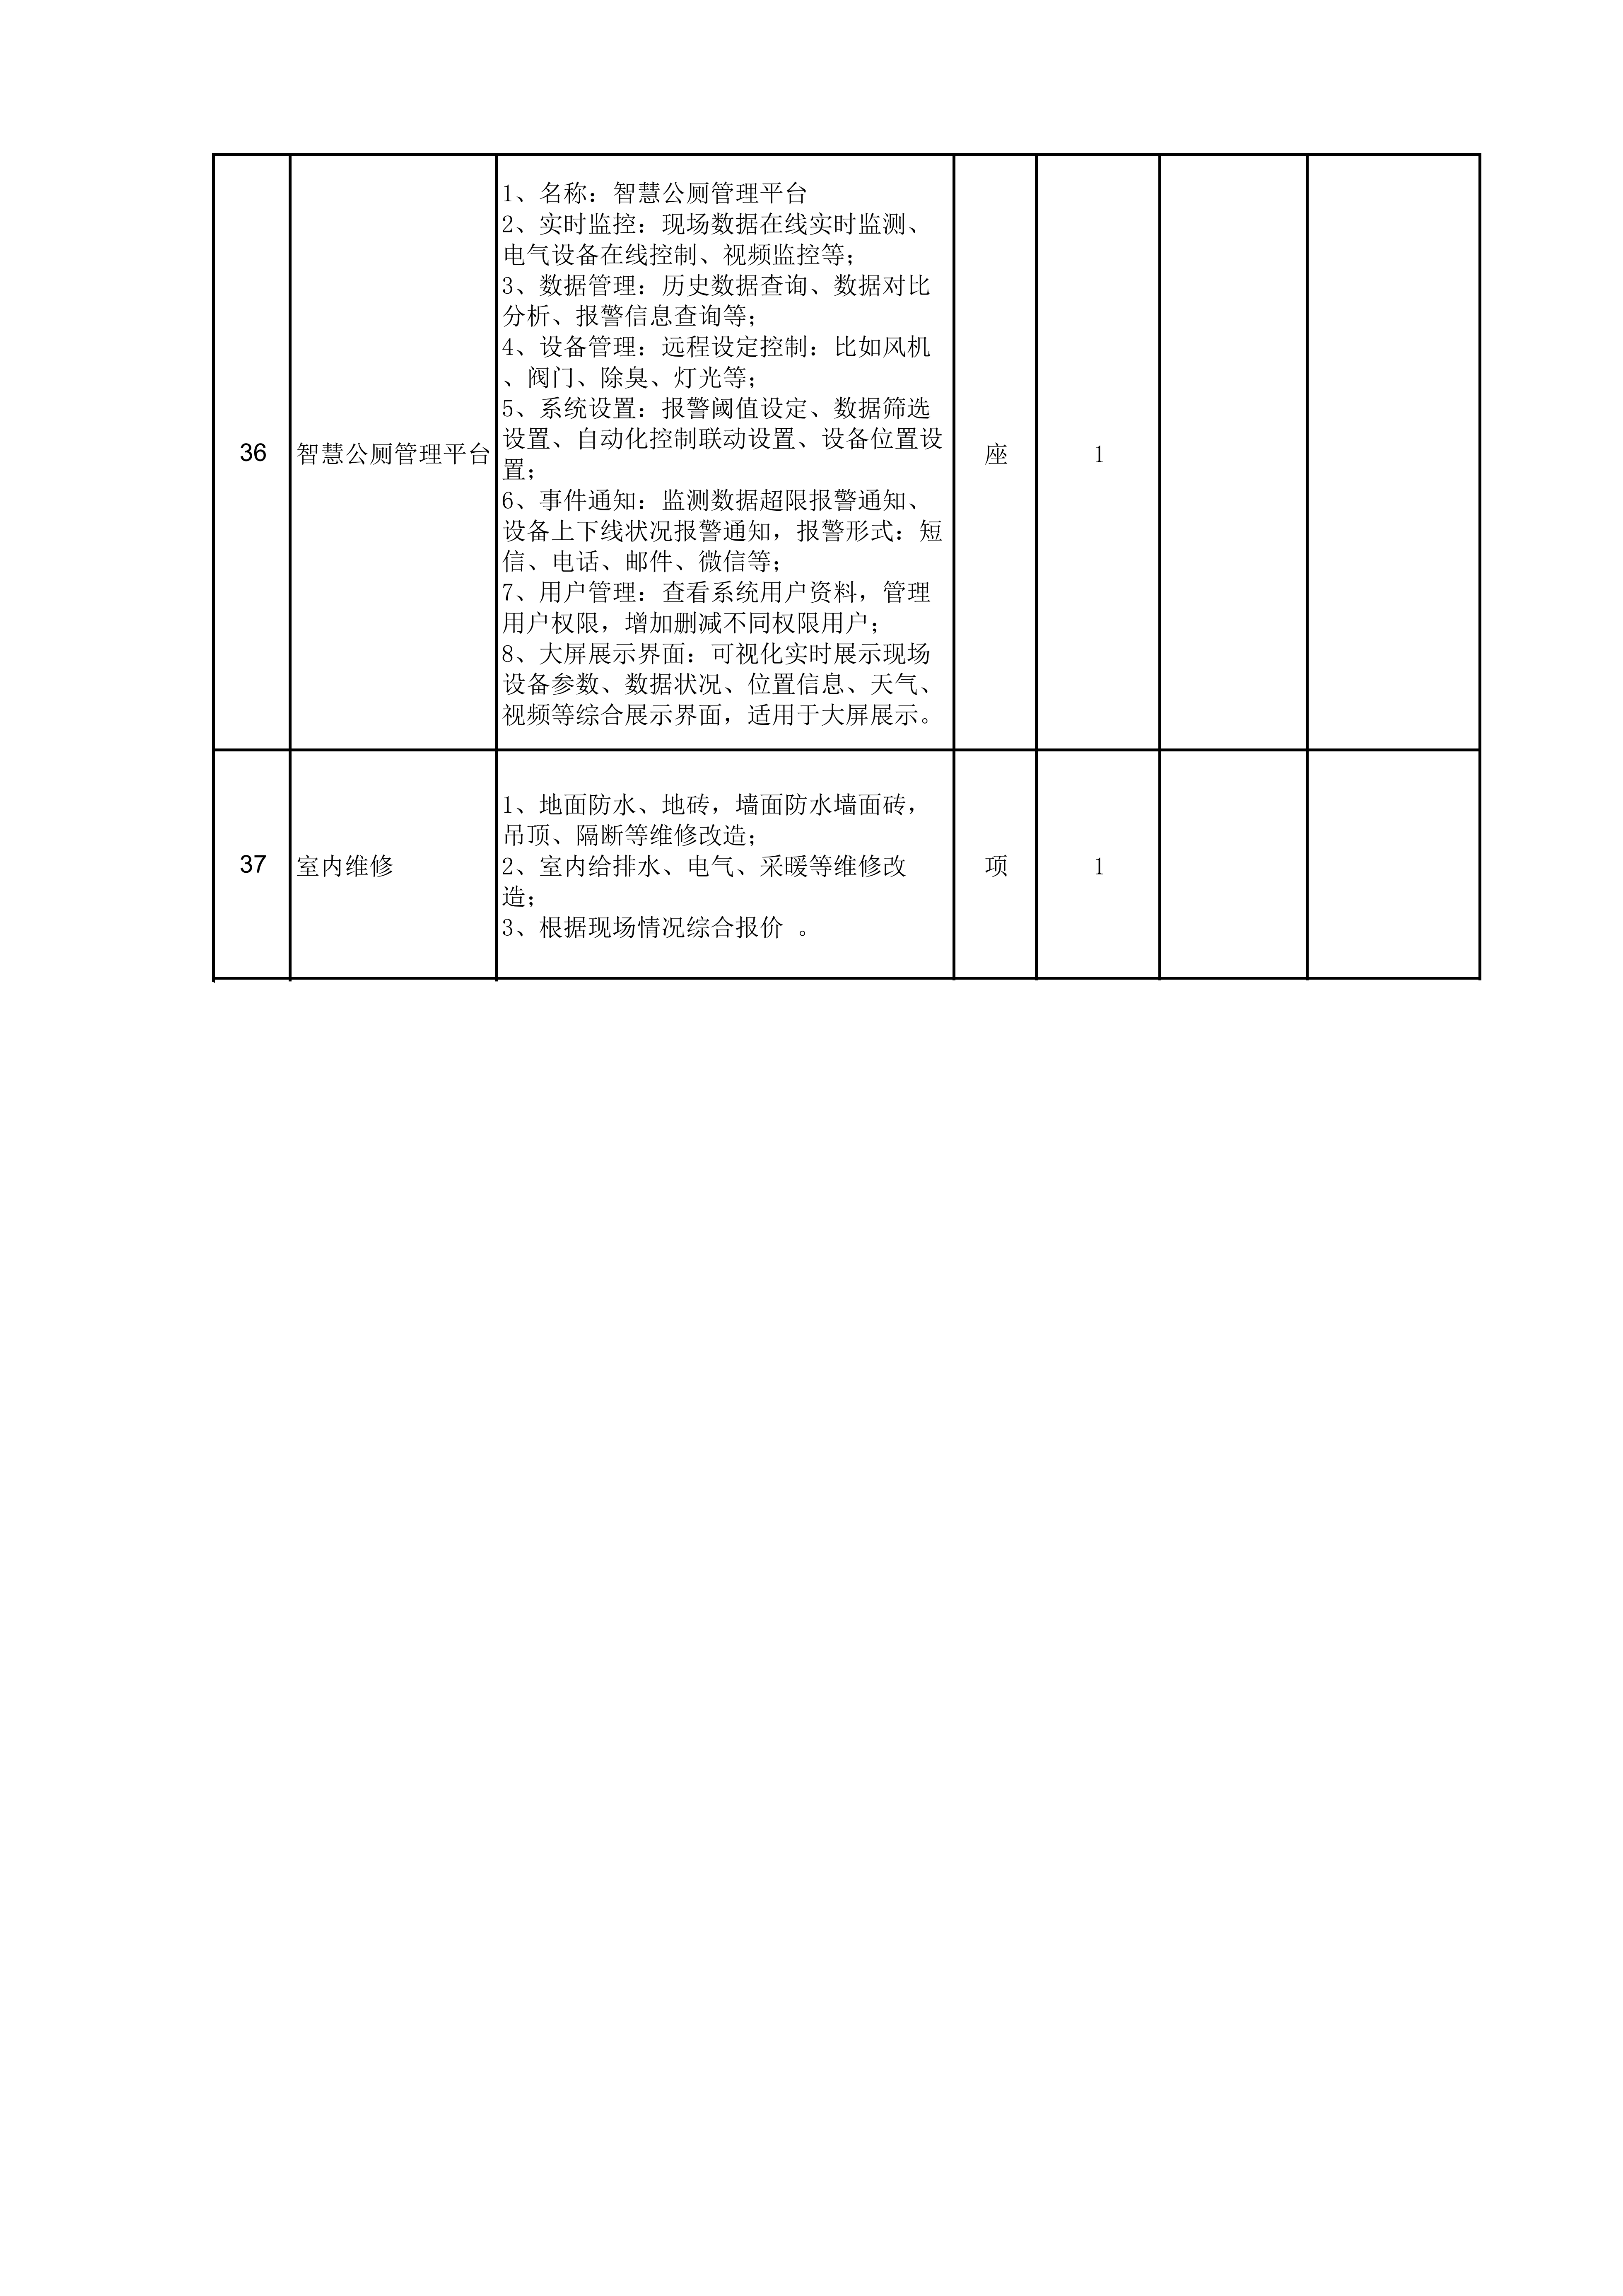 36
智慧公厕管理平台
1、名称：智慧公厕管理平台
2、实时监控：现场数据在线实时监测、
电气设备在线控制、视频监控等；
3、数据管理：历史数据查询、数据对比
分析、报警信息查询等；
4、设备管理：远程设定控制：比如风机
、阀门、除臭、灯光等；
5、系统设置：报警阈值设定、数据筛选
设置、自动化控制联动设置、设备位置设
置；
6、事件通知：监测数据超限报警通知、
设备上下线状况报警通知，报警形式：短
信、电话、邮件、微信等；
7、用户管理：查看系统用户资料，管理
用户权限，增加删减不同权限用户；
8、大屏展示界面：可视化实时展示现场
设备参数、数据状况、位置信息、天气、
视频等综合展示界面，适用于大屏展示。
座
1
37
室内维修
1、地面防水、地砖，墙面防水墙面砖，
吊顶、隔断等维修改造；
2、室内给排水、电气、采暖等维修改
造；
3、根据现场情况综合报价 。
项
1